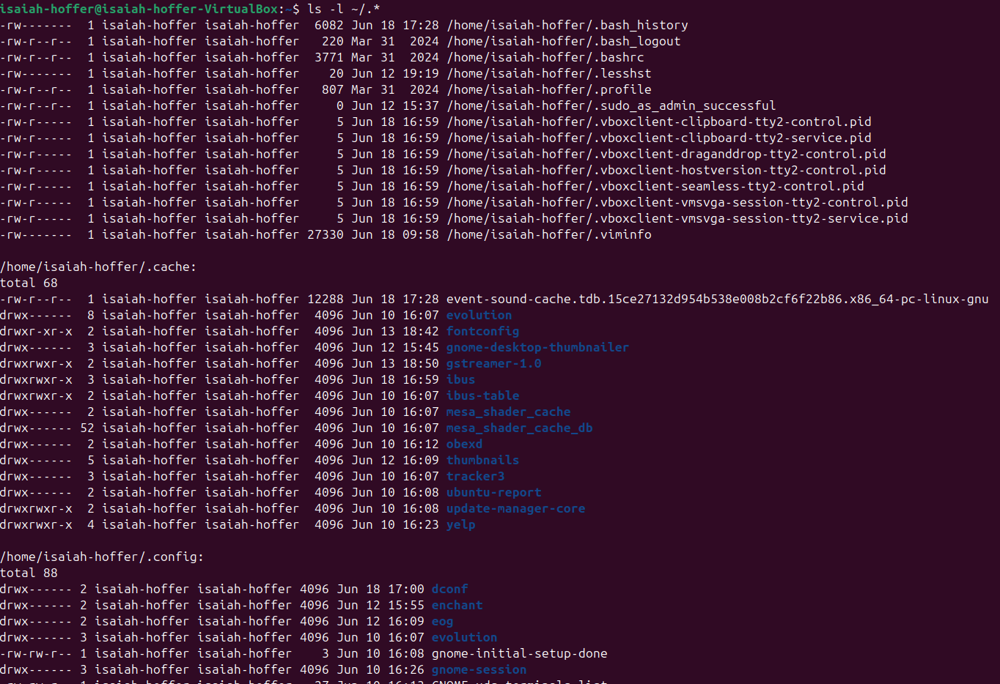 isaiah-hoffer@isaiah-hoffer-VirtualBox:~$ ls -l ~/.*
-rw-------  1 isaiah-hoffer isaiah-hoffer  6082 Jun 18 17:28 /home/isaiah-hoffer/.bash_history
-rw-r--r--  1 isaiah-hoffer isaiah-hoffer   220 Mar 31  2024 /home/isaiah-hoffer/.bash_logout
-rw-r--r--  1 isaiah-hoffer isaiah-hoffer  3771 Mar 31  2024 /home/isaiah-hoffer/.bashrc
-rw-------  1 isaiah-hoffer isaiah-hoffer    20 Jun 12 19:19 /home/isaiah-hoffer/.lesshst
-rw-r--r--  1 isaiah-hoffer isaiah-hoffer   807 Mar 31  2024 /home/isaiah-hoffer/.profile
-rw-r--r--  1 isaiah-hoffer isaiah-hoffer     0 Jun 12 15:37 /home/isaiah-hoffer/.sudo_as_admin_successful
-rw-r-----  1 isaiah-hoffer isaiah-hoffer     5 Jun 18 16:59 /home/isaiah-hoffer/.vboxclient-clipboard-tty2-control.pid
-rw-r-----  1 isaiah-hoffer isaiah-hoffer     5 Jun 18 16:59 /home/isaiah-hoffer/.vboxclient-clipboard-tty2-service.pid
-rw-r-----  1 isaiah-hoffer isaiah-hoffer     5 Jun 18 16:59 /home/isaiah-hoffer/.vboxclient-draganddrop-tty2-control.pid
-rw-r-----  1 isaiah-hoffer isaiah-hoffer     5 Jun 18 16:59 /home/isaiah-hoffer/.vboxclient-hostversion-tty2-control.pid
-rw-r-----  1 isaiah-hoffer isaiah-hoffer     5 Jun 18 16:59 /home/isaiah-hoffer/.vboxclient-seamless-tty2-control.pid
-rw-r-----  1 isaiah-hoffer isaiah-hoffer     5 Jun 18 16:59 /home/isaiah-hoffer/.vboxclient-vmsvga-session-tty2-control.pid
-rw-r-----  1 isaiah-hoffer isaiah-hoffer     5 Jun 18 16:59 /home/isaiah-hoffer/.vboxclient-vmsvga-session-tty2-service.pid
-rw-------  1 isaiah-hoffer isaiah-hoffer 27330 Jun 18 09:58 /home/isaiah-hoffer/.viminfo

/home/isaiah-hoffer/.cache:
total 68
-rw-r--r--  1 isaiah-hoffer isaiah-hoffer 12288 Jun 18 17:28 event-sound-cache.tdb.15ce27132d954b538e008b2cf6f22b86.x86_64-pc-linux-gnu
drwx------  8 isaiah-hoffer isaiah-hoffer  4096 Jun 10 16:07 evolution
drwxr-xr-x  2 isaiah-hoffer isaiah-hoffer  4096 Jun 13 18:42 fontconfig
drwx------  3 isaiah-hoffer isaiah-hoffer  4096 Jun 12 15:45 gnome-desktop-thumbnailer
drwxrwxr-x  2 isaiah-hoffer isaiah-hoffer  4096 Jun 13 18:50 gstreamer-1.0
drwxrwxr-x  3 isaiah-hoffer isaiah-hoffer  4096 Jun 18 16:59 ibus
drwxrwxr-x  2 isaiah-hoffer isaiah-hoffer  4096 Jun 10 16:07 ibus-table
drwx------  2 isaiah-hoffer isaiah-hoffer  4096 Jun 10 16:07 mesa_shader_cache
drwx------ 52 isaiah-hoffer isaiah-hoffer  4096 Jun 10 16:07 mesa_shader_cache_db
drwx------  2 isaiah-hoffer isaiah-hoffer  4096 Jun 10 16:12 obexd
drwx------  5 isaiah-hoffer isaiah-hoffer  4096 Jun 12 16:09 thumbnails
drwx------  3 isaiah-hoffer isaiah-hoffer  4096 Jun 10 16:07 tracker3
drwx------  2 isaiah-hoffer isaiah-hoffer  4096 Jun 10 16:08 ubuntu-report
drwxrwxr-x  2 isaiah-hoffer isaiah-hoffer  4096 Jun 10 16:08 update-manager-core
drwxrwxr-x  4 isaiah-hoffer isaiah-hoffer  4096 Jun 10 16:23 yelp

/home/isaiah-hoffer/.config:
total 88
drwx------ 2 isaiah-hoffer isaiah-hoffer 4096 Jun 18 17:00 dconf
drwx------ 2 isaiah-hoffer isaiah-hoffer 4096 Jun 12 15:55 enchant
drwx------ 2 isaiah-hoffer isaiah-hoffer 4096 Jun 12 16:09 eog
drwx------ 3 isaiah-hoffer isaiah-hoffer 4096 Jun 10 16:07 evolution
-rw-rw-r-- 1 isaiah-hoffer isaiah-hoffer    3 Jun 10 16:08 gnome-initial-setup-done
drwx------ 3 isaiah-hoffer isaiah-hoffer 4096 Jun 10 16:26 gnome-session